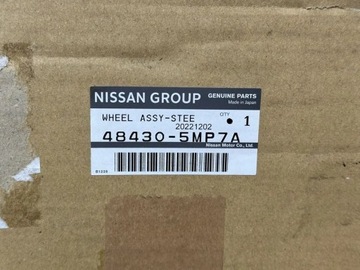 NISSAN GROUP
GENUINE PARTS
Made in Japan
WHEEL ASSY-STEE
QTY
20221202
1
48430-5MP7A
Nissan Motor Co., Ltd.